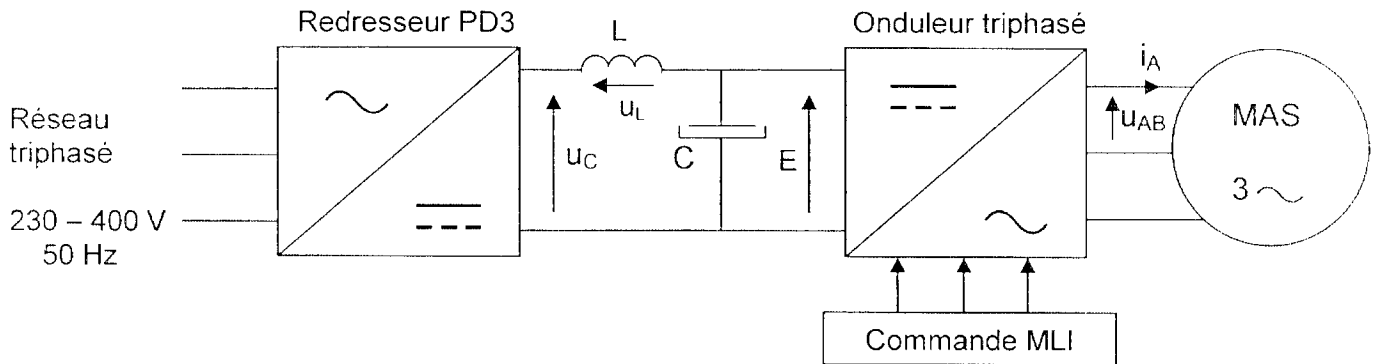 Redresseur PD3
Onduleur triphasé
L
i_A
Réseau
triphasé
u_L
u_AB
MAS
u_C
C
E
3 ~
230 – 400 V
50 Hz
Commande MLI